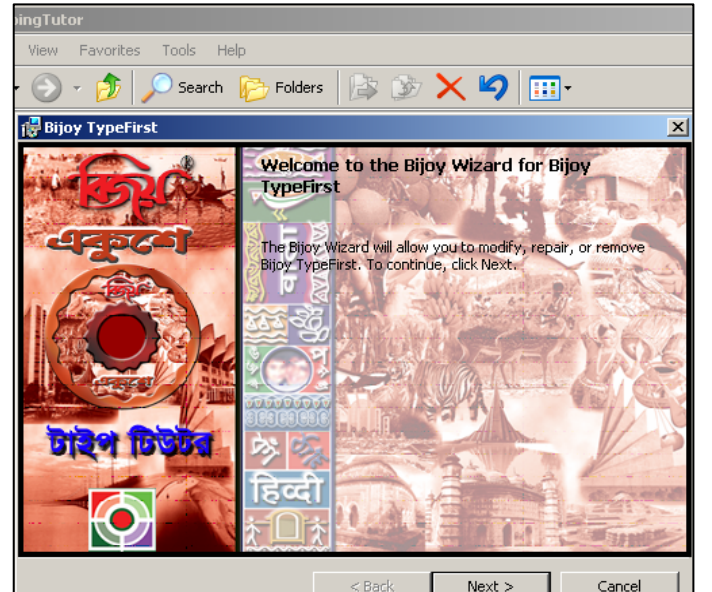 pingTutor
View Favorites Tools Help
Search Folders
Bijoy TypeFirst
বিজয়®
একুশে
টাইপ টিউটর
Welcome to the Bijoy Wizard for Bijoy
TypeFirst
The Bijoy Wizard will allow you to modify, repair, or remove
Bijoy TypeFirst. To continue, click Next.
বাংলা
हिन्दी
< Back Next > Cancel